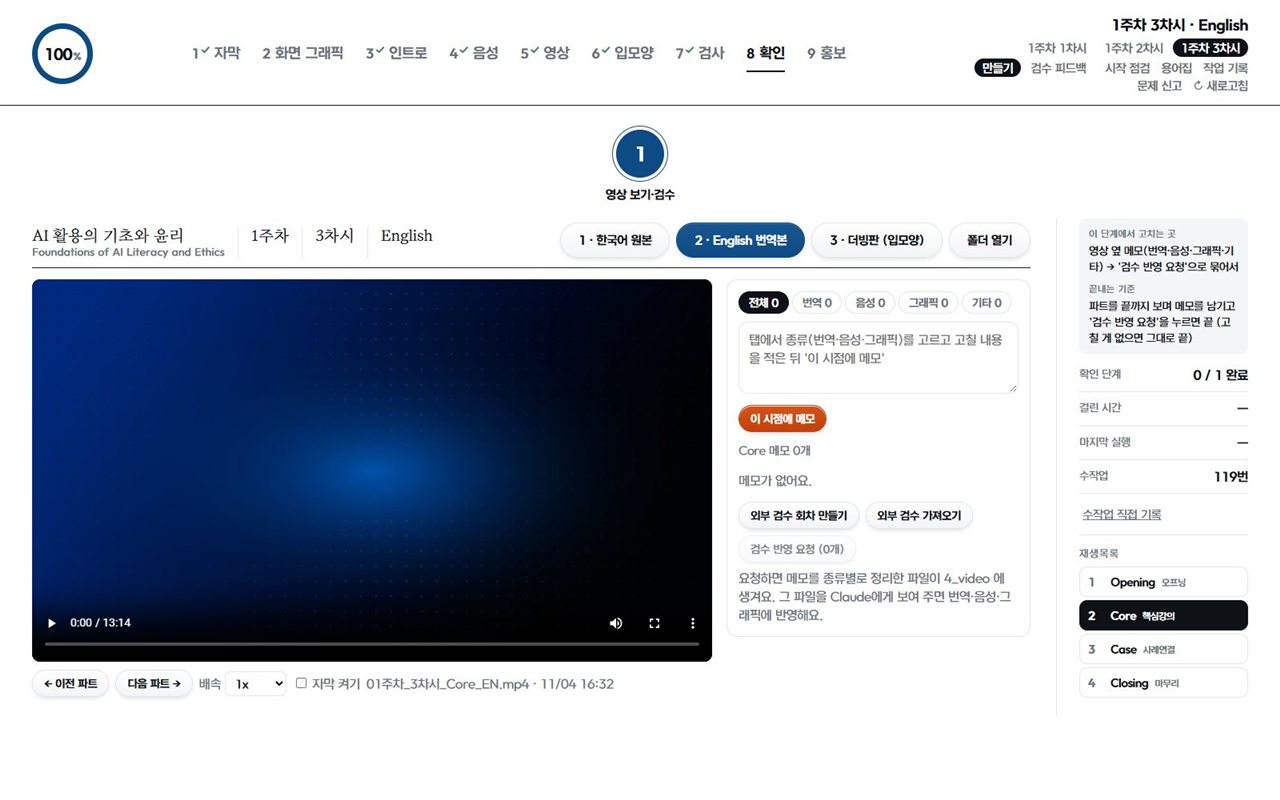 100%
1✓ 자막
2 화면 그래픽
3✓ 인트로
4✓ 음성
5✓ 영상
6✓ 입모양
7✓ 검사
8 확인
9 홍보
1주차 3차시 · English
1주차 1차시 1주차 2차시 1주차 3차시
만들기 검수 피드백 시작 점검 용어집 작업 기록
문제 신고 새로고침
1
영상 보기·검수
AI 활용의 기초와 윤리
Foundations of AI Literacy and Ethics
1주차
3차시
English
1 · 한국어 원본
2 · English 번역본
3 · 더빙판 (입모양)
폴더 열기
0:00 / 13:14
← 이전 파트
다음 파트 →
배속
1x
자막 켜기
01주차_3차시_Core_EN.mp4 · 11/04 16:32
전체 0
번역 0
음성 0
그래픽 0
기타 0
탭에서 종류(번역·음성·그래픽)를 고르고 고칠 내용
을 적은 뒤 '이 시점에 메모'
이 시점에 메모
Core 메모 0개
메모가 없어요.
외부 검수 회차 만들기
외부 검수 가져오기
검수 반영 요청 (0개)
요청하면 메모를 종류별로 정리한 파일이 4_video 에
생겨요. 그 파일을 Claude에게 보여 주면 번역·음성·그
래픽에 반영해요.
이 단계에서 고치는 곳
영상 옆 메모(번역·음성·그래픽·기
타) → '검수 반영 요청'으로 묶어서
끝내는 기준
파트를 끝까지 보며 메모를 남기고
'검수 반영 요청'을 누르면 끝 (고
칠 게 없으면 그대로 끝)
확인 단계 0 / 1 완료
걸린 시간 —
마지막 실행 —
수작업 119번
수작업 직접 기록
재생목록
1 Opening 오프닝
2 Core 핵심강의
3 Case 사례연결
4 Closing 마무리